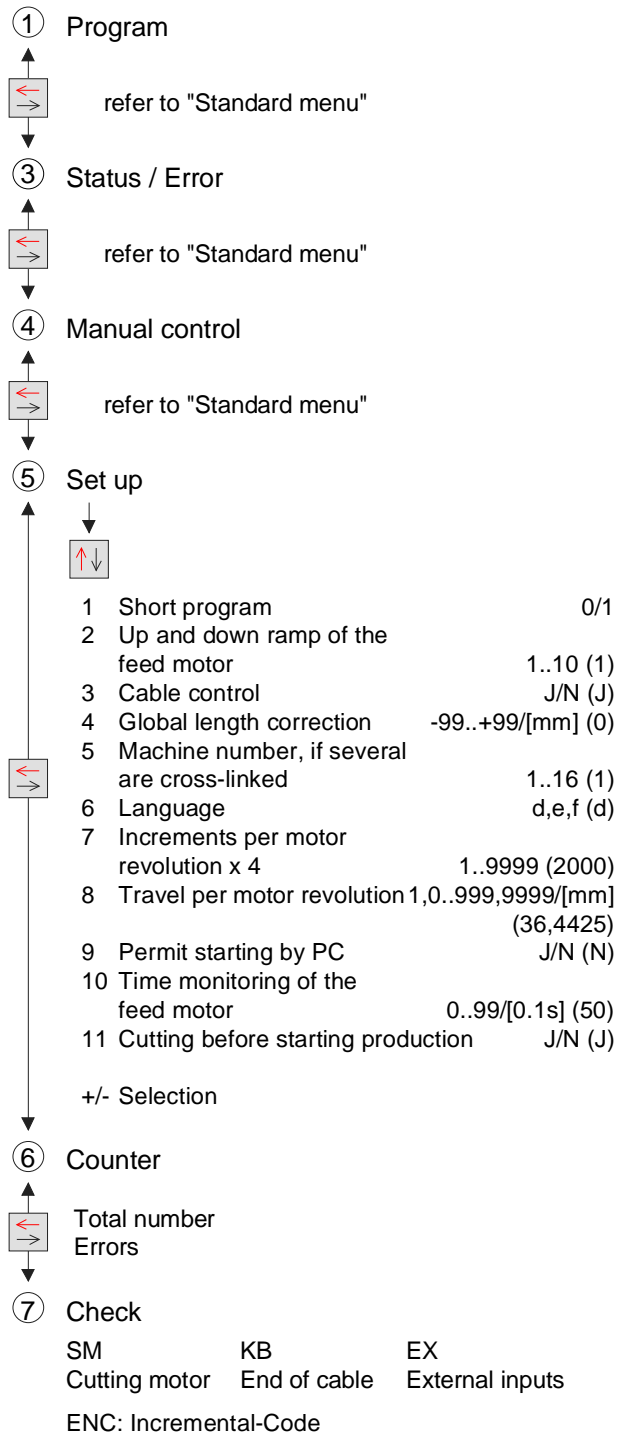 1 Program
refer to "Standard menu"
3 Status / Error
refer to "Standard menu"
4 Manual control
refer to "Standard menu"
5 Set up
1 Short program 0/1
2 Up and down ramp of the
feed motor 1..10 (1)
3 Cable control J/N (J)
4 Global length correction -99..+99/[mm] (0)
5 Machine number, if several
are cross-linked 1..16 (1)
6 Language d,e,f (d)
7 Increments per motor
revolution x 4 1..9999 (2000)
8 Travel per motor revolution 1,0..999,9999/[mm]
(36,4425)
9 Permit starting by PC J/N (N)
10 Time monitoring of the
feed motor 0..99/[0.1s] (50)
11 Cutting before starting production J/N (J)
+/- Selection
6 Counter
Total number
Errors
7 Check
SM KB EX
Cutting motor End of cable External inputs
ENC: Incremental-Code